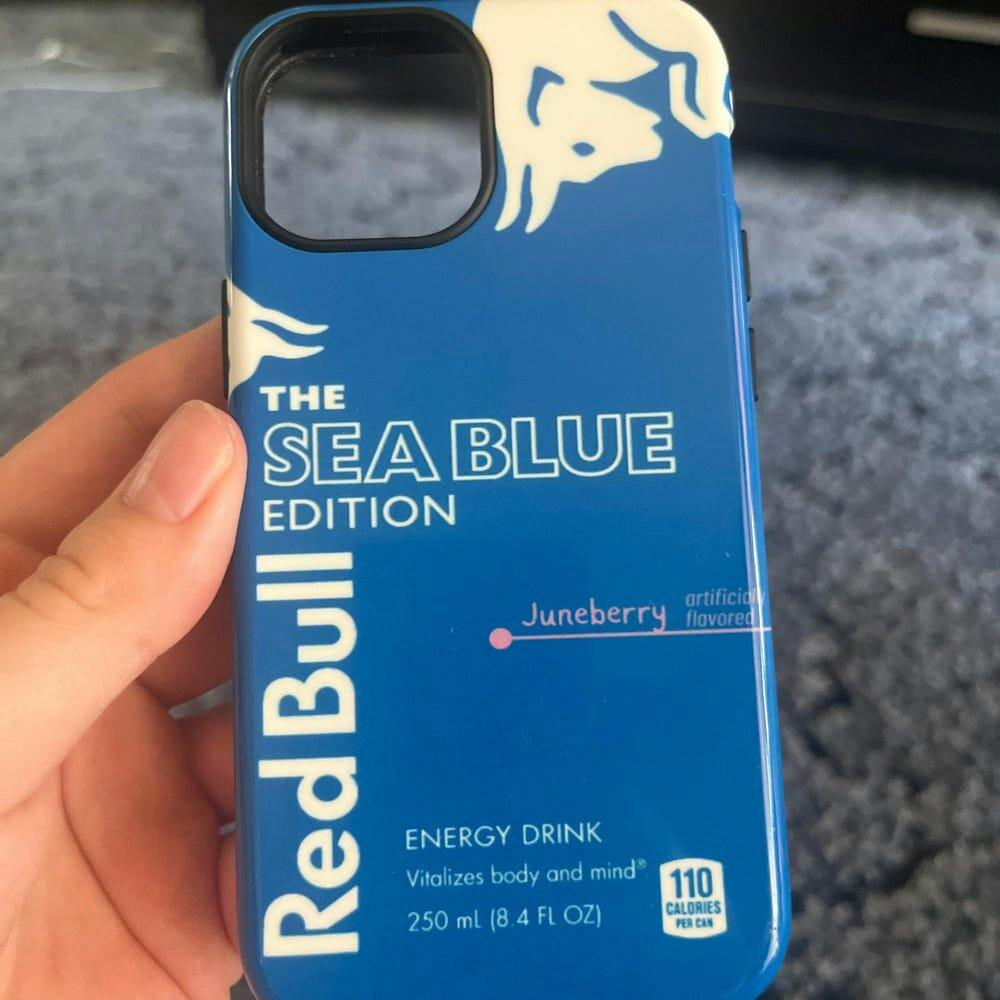 THE
SEA BLUE
EDITION
Red Bull
Juneberry
artificially
flavored
ENERGY DRINK
Vitalizes body and mind®
250 mL (8.4 FL OZ)
110
CALORIES
PER CAN